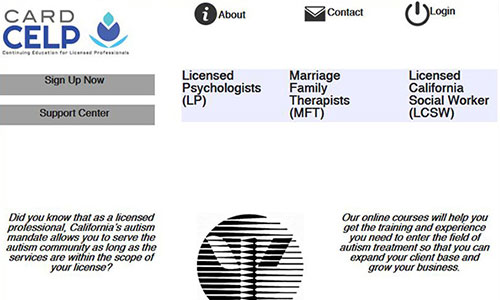 CARD
CELP
Continuing Education for Licensed Professionals
About
Contact
Login
Sign Up Now
Support Center
Licensed
Psychologists
(LP)
Marriage
Family
Therapists
(MFT)
Licensed
California
Social Worker
(LCSW)
Did you know that as a licensed
professional, California's autism
mandate allows you to serve the
autism community as long as the
services are within the scope of
your license?
Our online courses will help you
get the training and experience
you need to enter the field of
autism treatment so that you can
expand your client base and
grow your business.